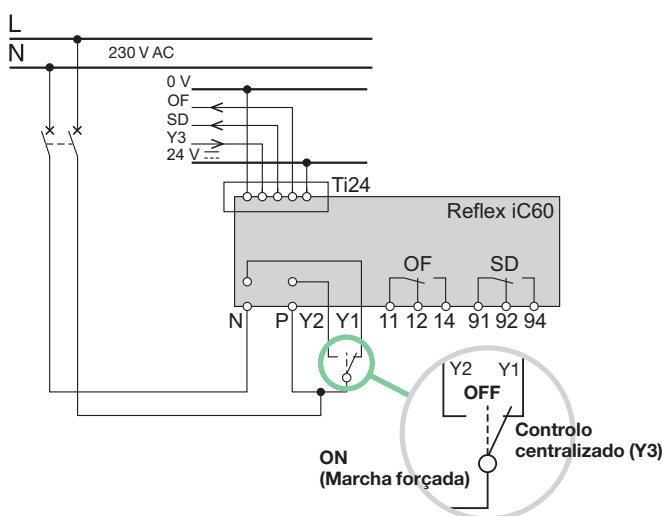 L
N
230 V AC
0 V
OF
SD
Y3
24 V
Ti24
Reflex iC60
OF
SD
N P Y2 Y1 11 12 14 91 92 94
Y2 Y1
OFF
Controlo
centralizado (Y3)
ON
(Marcha forçada)